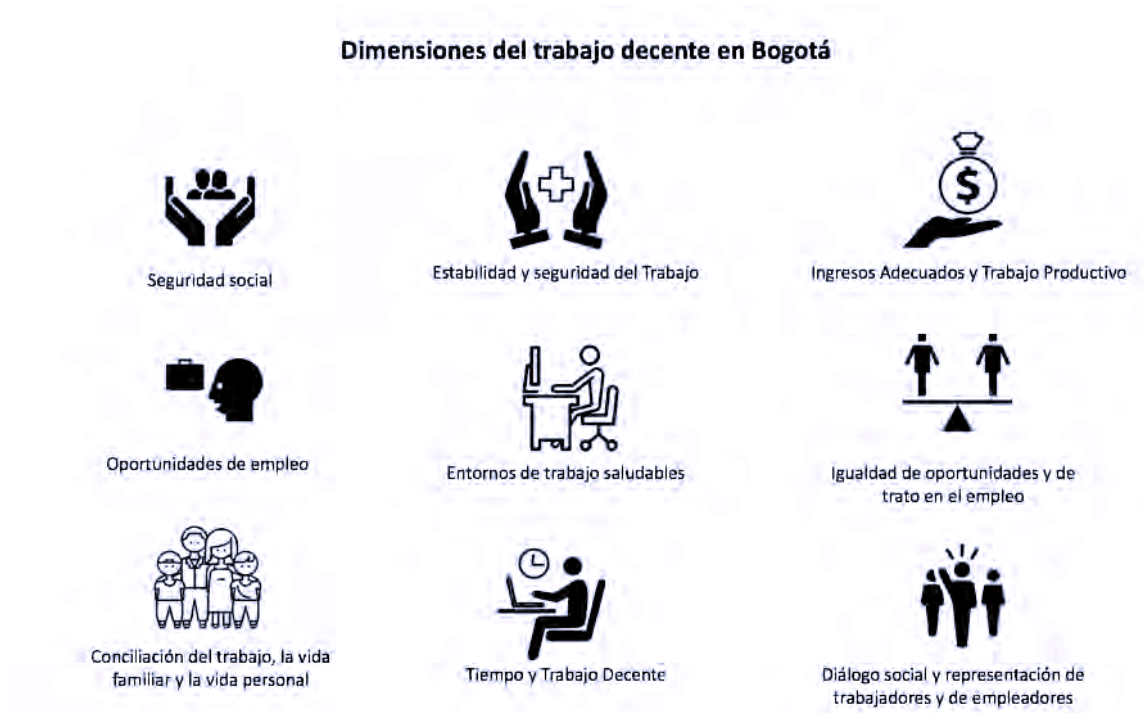 Dimensiones del trabajo decente en Bogotá
$
Seguridad social
Estabilidad y seguridad del Trabajo
Ingresos Adecuados y Trabajo Productivo
Oportunidades de empleo
Entornos de trabajo saludables
Igualdad de oportunidades y de
trato en el empleo
Conciliación del trabajo, la vida
familiar y la vida personal
Tiempo y Trabajo Decente
Diálogo social y representación de
trabajadores y de empleadores